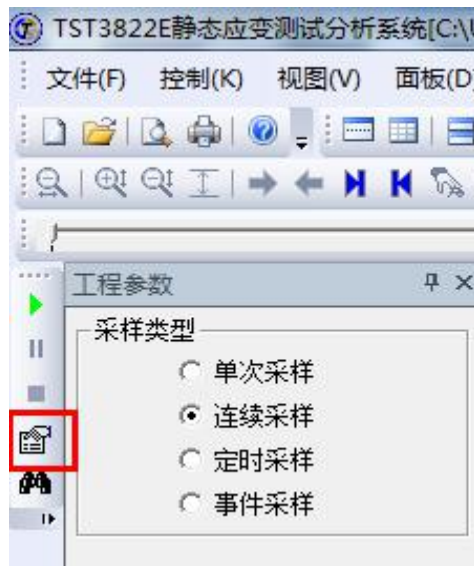 TST3822E静态应变测试分析系统[C:\U
文件(F) 控制(K) 视图(V) 面板(D)
工程参数
采样类型
单次采样
连续采样
定时采样
事件采样